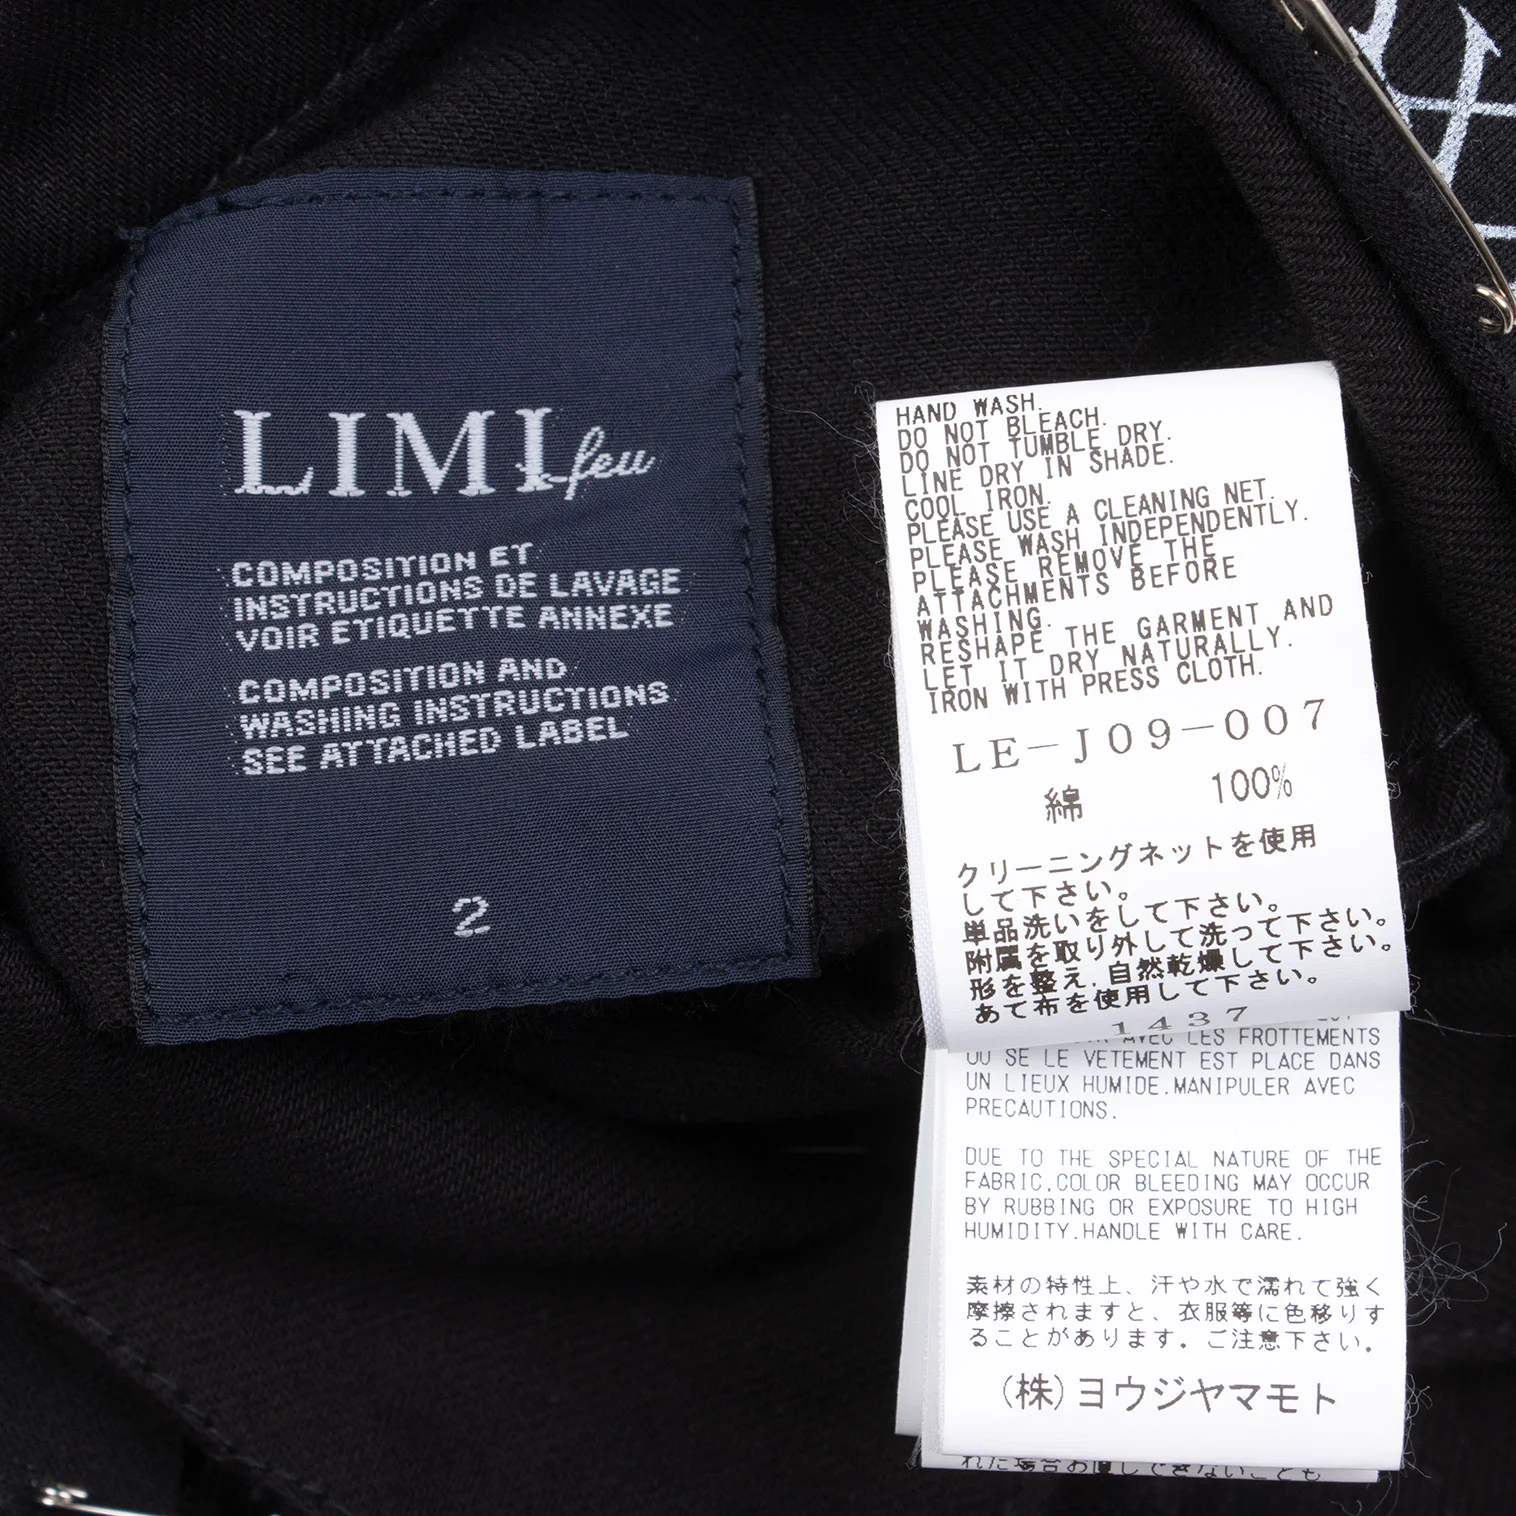 LIMI feu
COMPOSITION ET
INSTRUCTIONS DE LAVAGE
VOIR ETIQUETTE ANNEXE
COMPOSITION AND
WASHING INSTRUCTIONS
SEE ATTACHED LABEL
2
HAND WASH.
DO NOT BLEACH.
DO NOT TUMBLE DRY.
LINE DRY IN SHADE.
COOL IRON.
PLEASE USE A CLEANING NET.
PLEASE WASH INDEPENDENTLY.
PLEASE REMOVE THE
ATTACHMENTS BEFORE
WASHING.
RESHAPE THE GARMENT AND
LET IT DRY NATURALLY.
IRON WITH PRESS CLOTH.
LE-J09-007
綿 100%
クリーニングネットを使用
して下さい。
単品洗いをして下さい。
附属を取り外して洗って下さい。
形を整え,自然乾燥して下さい。
あて布を使用して下さい。
1437
AVEC LES FROTTEMENTS
OU SE LE VETEMENT EST PLACE DANS
UN LIEUX HUMIDE.MANIPULER AVEC
PRECAUTIONS.
DUE TO THE SPECIAL NATURE OF THE
FABRIC,COLOR BLEEDING MAY OCCUR
BY RUBBING OR EXPOSURE TO HIGH
HUMIDITY.HANDLE WITH CARE.
素材の特性上、汗や水で濡れて強く
摩擦されますと、衣服等に色移りす
ることがあります。ご注意下さい。
(株)ヨウジヤマモト